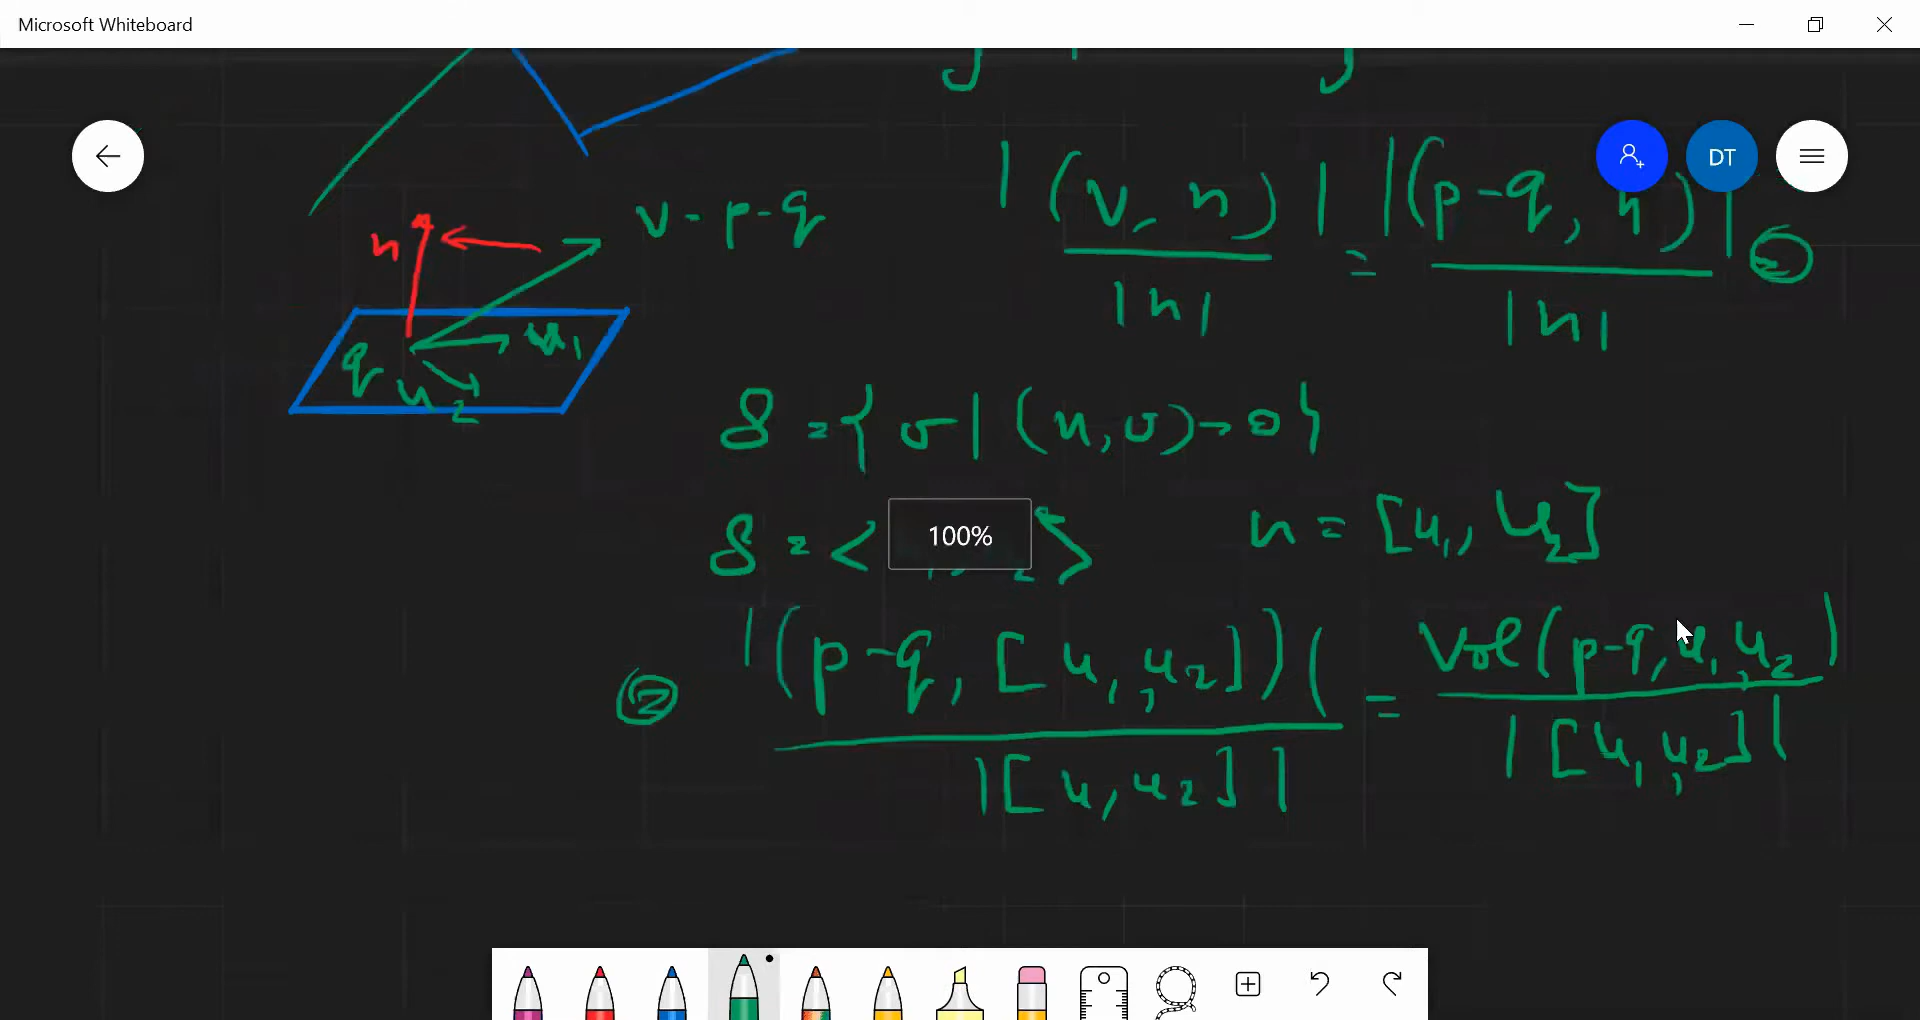 Microsoft Whiteboard
DT
v = p - q
|(v, n)| / |n| = |(p-q, n)| / |n| =
n
q
u1
u2
S = { v | (n, v) = 0 }
S = < , 2 >
100%
n = [u1, u2]
= |(p-q, [u1, u2])| / |[u1, u2]| = Vol(p-q, u1, u2) / |[u1, u2]|